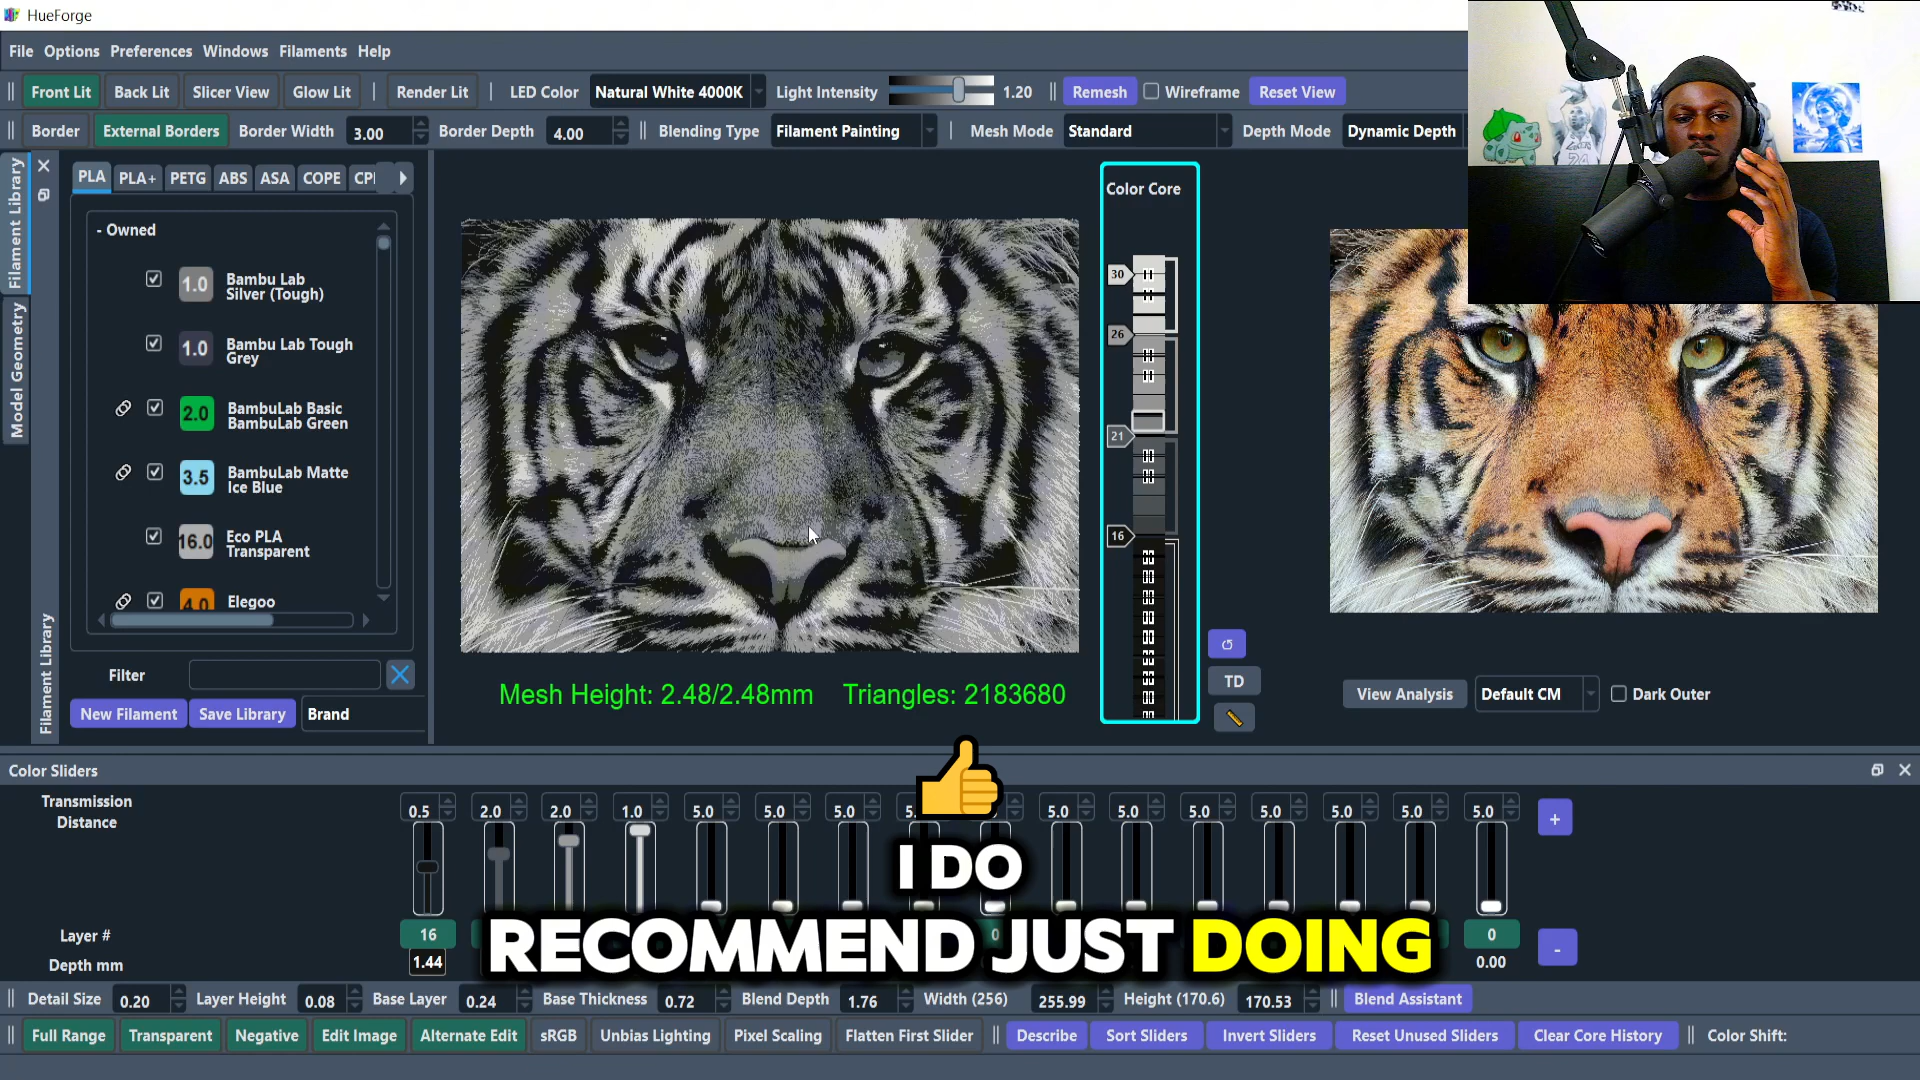 HueForge
File Options Preferences Windows Filaments Help
Front Lit Back Lit Slicer View Glow Lit Render Lit LED Color Natural White 4000K Light Intensity 1.20 Remesh Wireframe Reset View
Border External Borders Border Width 3.00 Border Depth 4.00 Blending Type Filament Painting Mesh Mode Standard Depth Mode Dynamic Depth
Filament Library
Model Geometry
Filament Library
PLA PLA+ PETG ABS ASA COPE CP
- Owned
1.0 Bambu Lab
Silver (Tough)
1.0 Bambu Lab Tough
Grey
2.0 BambuLab Basic
BambuLab Green
3.5 BambuLab Matte
Ice Blue
16.0 Eco PLA
Transparent
4.0 Elegoo
Filter
New Filament Save Library Brand
Mesh Height: 2.48/2.48mm Triangles: 2183680
Color Core
30
26
21
16
TD
View Analysis Default CM Dark Outer
24
Color Sliders
Transmission
Distance
0.5 2.0 2.0 1.0 5.0 5.0 5.0 5.0 5.0 5.0 5.0 5.0 5.0 5.0
+
Layer # 16 0 0
-
Depth mm 1.44 0.00
I DO
RECOMMEND JUST DOING
Detail Size 0.20 Layer Height 0.08 Base Layer 0.24 Base Thickness 0.72 Blend Depth 1.76 Width (256) 255.99 Height (170.6) 170.53 Blend Assistant
Full Range Transparent Negative Edit Image Alternate Edit sRGB Unbias Lighting Pixel Scaling Flatten First Slider Describe Sort Sliders Invert Sliders Reset Unused Sliders Clear Core History Color Shift: